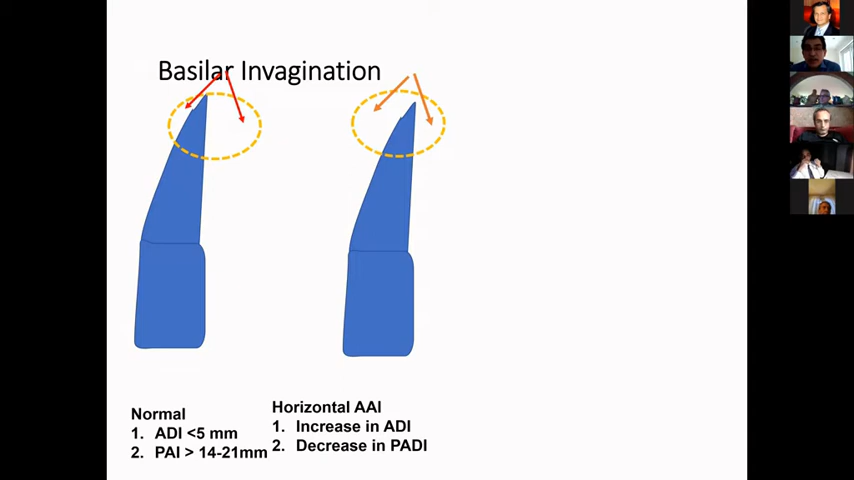 Basilar Invagination
Normal
1. ADI <5 mm
2. PAI > 14-21mm
Horizontal AAI
1. Increase in ADI
2. Decrease in PADI